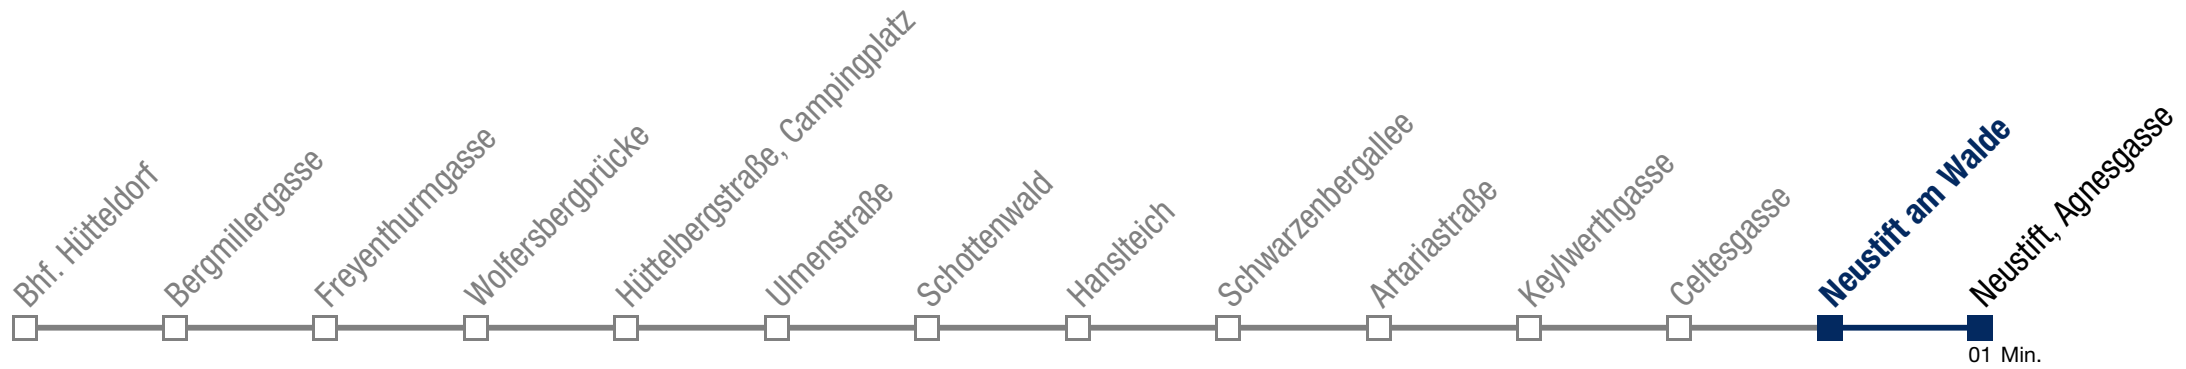 Bhf. Hütteldorf
Bergmillergasse
Freyenthurmgasse
Wolfersbergbrücke
Hüttelbergstraße, Campingplatz
Ulmenstraße
Schottenwald
Hanslteich
Schwarzenbergallee
Artariastraße
Keylwerthgasse
Celtesgasse
Neustift am Walde
Neustift, Agnesgasse
01 Min.